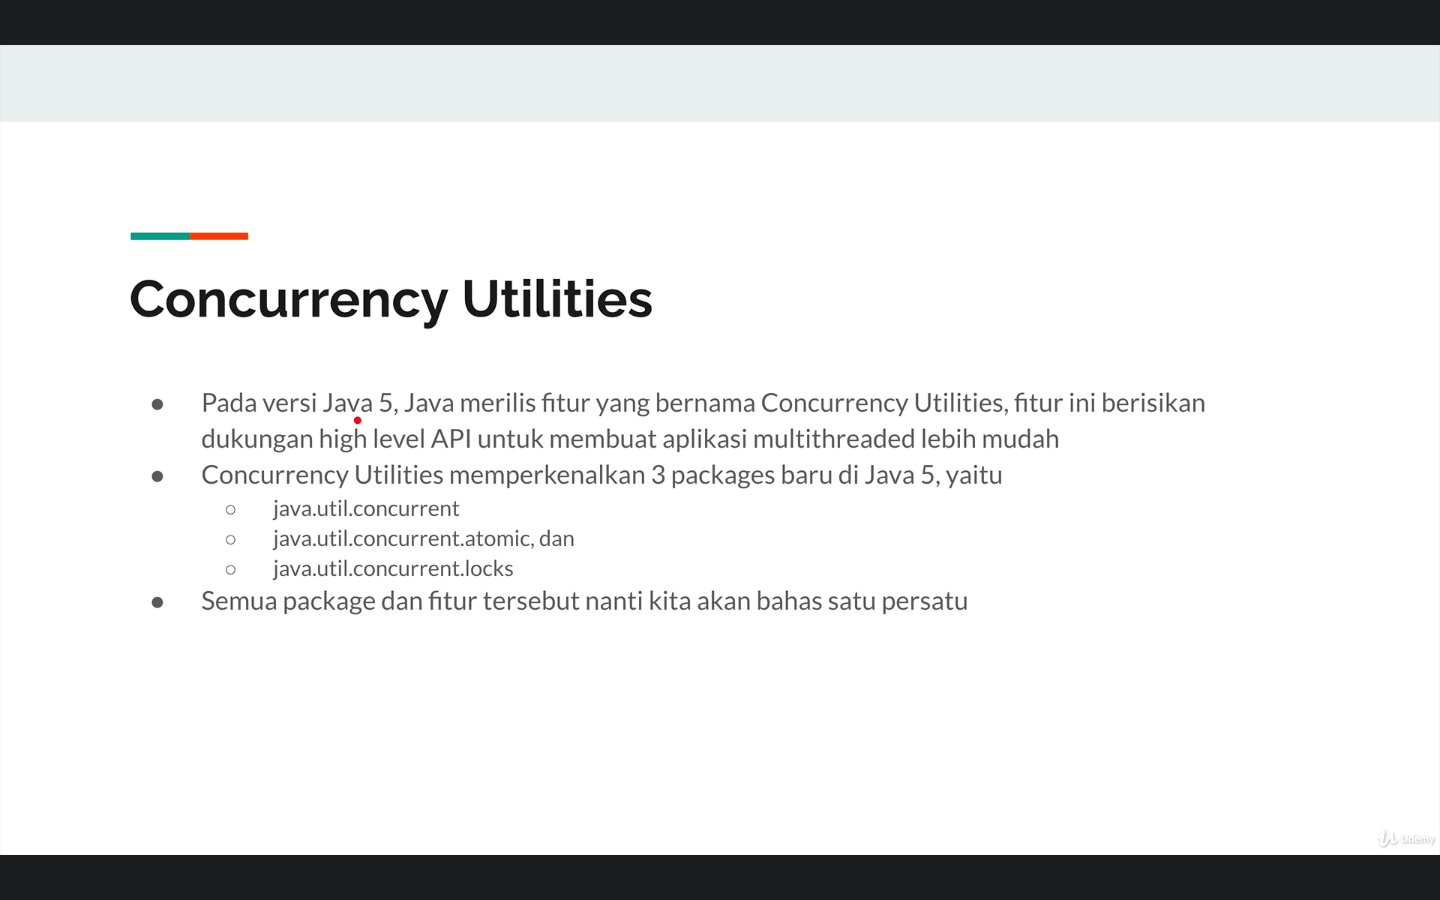 Concurrency Utilities
● Pada versi Java 5, Java merilis fitur yang bernama Concurrency Utilities, fitur ini berisikan
dukungan high level API untuk membuat aplikasi multithreaded lebih mudah
● Concurrency Utilities memperkenalkan 3 packages baru di Java 5, yaitu
○ java.util.concurrent
○ java.util.concurrent.atomic, dan
○ java.util.concurrent.locks
● Semua package dan fitur tersebut nanti kita akan bahas satu persatu
Udemy